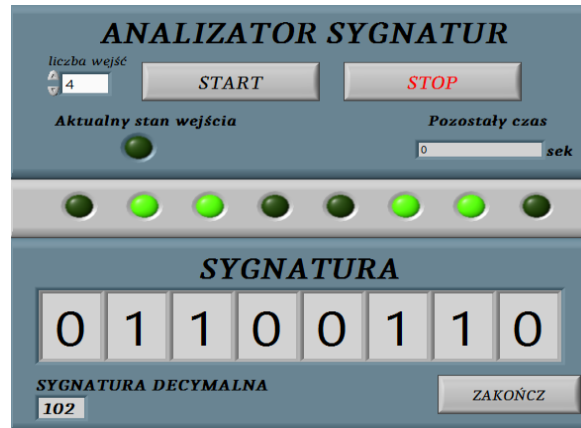 ANALIZATOR SYGNATUR
liczba wejść
4
START
STOP
Aktualny stan wejścia
Pozostały czas
0
sek
SYGNATURA
0 1 1 0 0 1 1 0
SYGNATURA DECYMALNA
102
ZAKOŃCZ